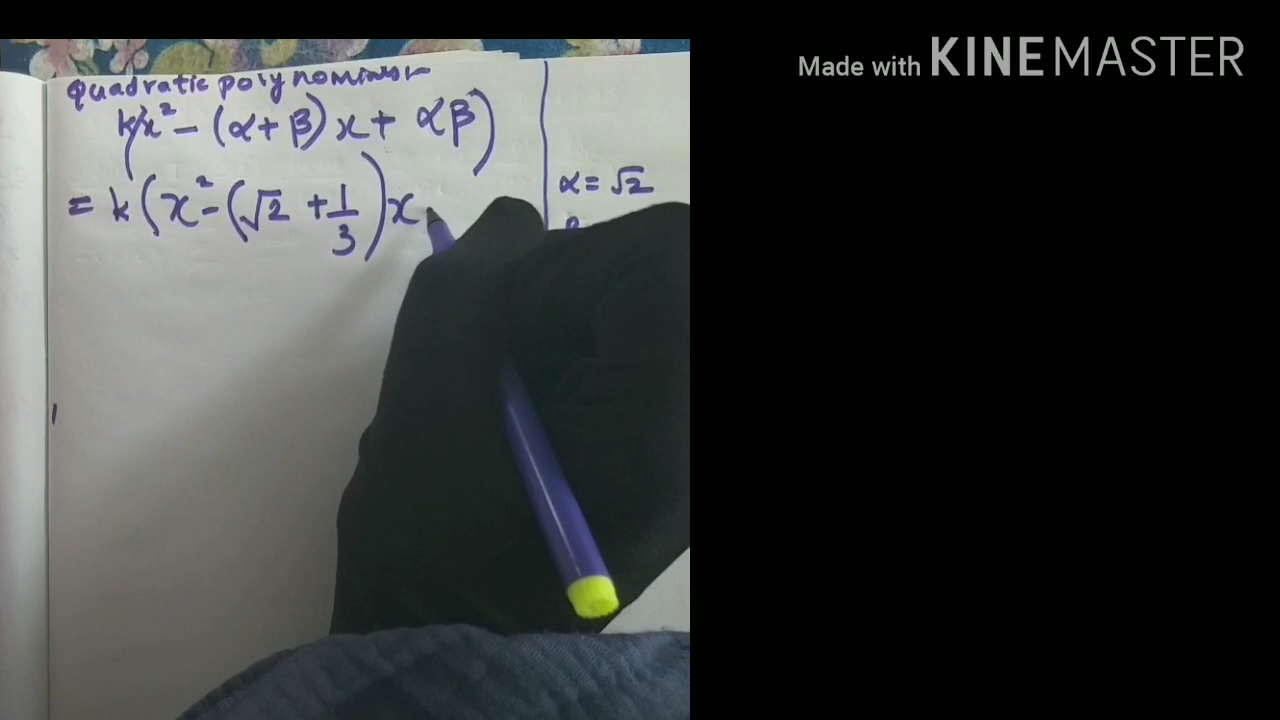 Made with KINEMASTER
Quadratic polynomial
k(x² - (α + β)x + αβ)
= k(x² - (√2 + 1/3)x
α = √2